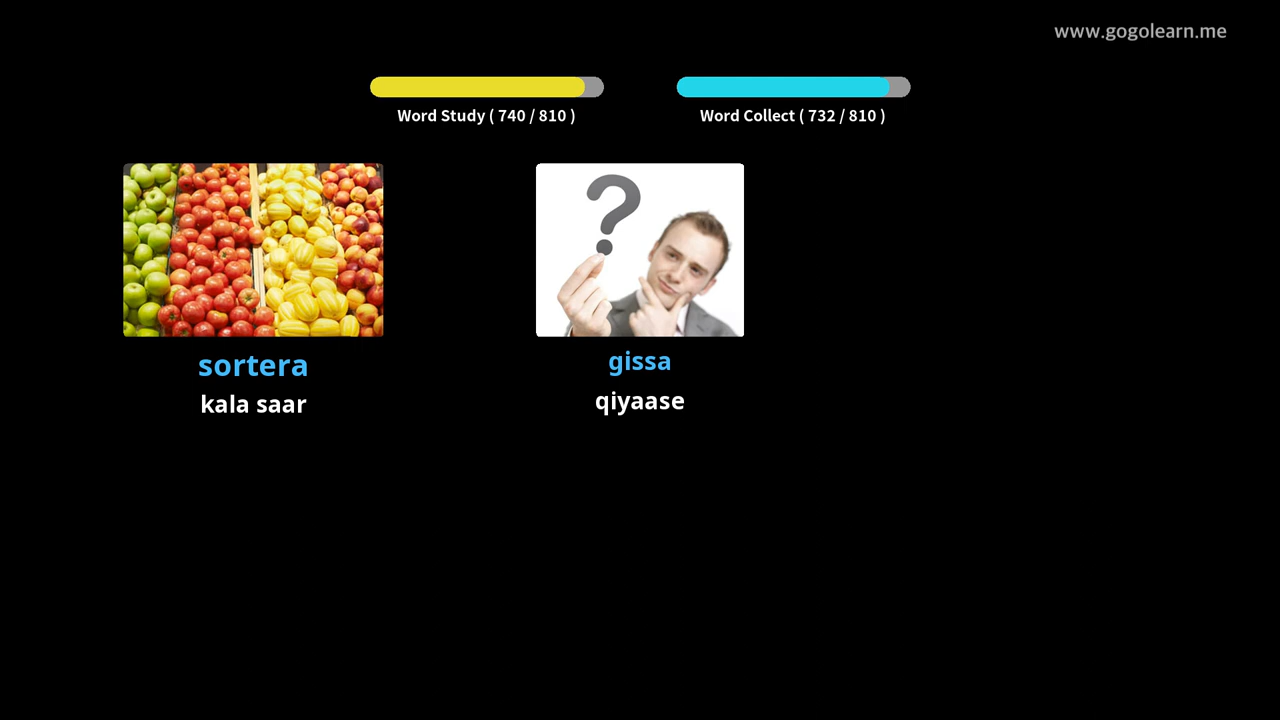 www.gogolearn.me
Word Study ( 740 / 810 )
Word Collect ( 732 / 810 )
sortera
kala saar
gissa
qiyaase